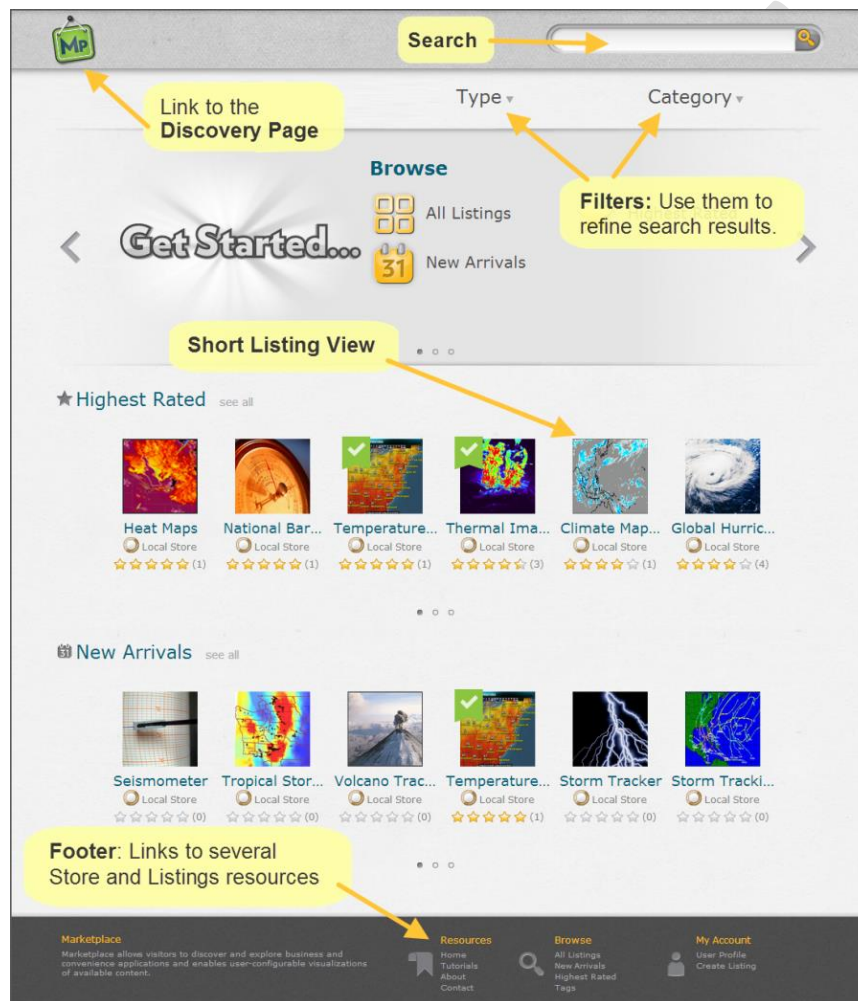 MP
Search
Type
Category
Link to the
Discovery Page
Browse
All Listings
31
New Arrivals
Get Started...
Filters: Use them to
refine search results.
Short Listing View
Highest Rated see all
Heat Maps National Bar... Temperature... Thermal Ima... Climate Map... Global Hurric...
Local Store Local Store Local Store Local Store Local Store Local Store
(1) (1) (1) (3) (1) (4)
31 New Arrivals see all
Seismometer Tropical Stor... Volcano Trac... Temperature... Storm Tracker Storm Tracki...
Local Store Local Store Local Store Local Store Local Store Local Store
(0) (0) (0) (1) (0) (0)
Footer: Links to several
Store and Listings resources
Marketplace
Marketplace allows visitors to discover and explore business and
convenience applications and enables user-configurable visualizations
of available content.
Resources
Home
Tutorials
About
Contact
Browse
All Listings
New Arrivals
Highest Rated
Tags
My Account
User Profile
Create Listing